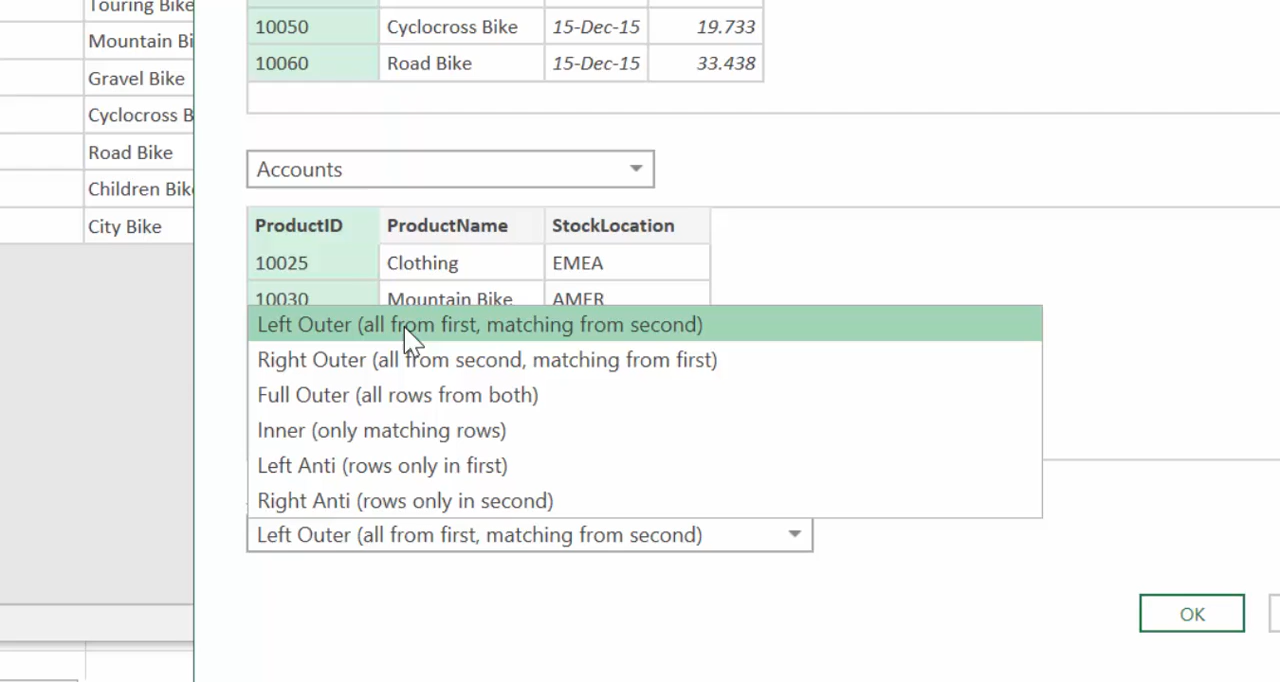 Touring Bike
Mountain Bi
Gravel Bike
Cyclocross B
Road Bike
Children Bik
City Bike
10050 Cyclocross Bike 15-Dec-15 19.733
10060 Road Bike 15-Dec-15 33.438
Accounts
ProductID ProductName StockLocation
10025 Clothing EMEA
10030 Mountain Bike AMER
Left Outer (all from first, matching from second)
Right Outer (all from second, matching from first)
Full Outer (all rows from both)
Inner (only matching rows)
Left Anti (rows only in first)
Right Anti (rows only in second)
Left Outer (all from first, matching from second)
OK